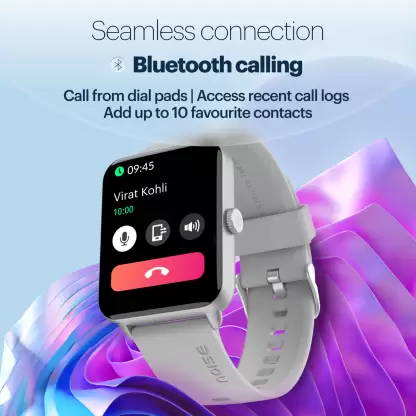 Seamless connection
Bluetooth calling
Call from dial pads | Access recent call logs
Add up to 10 favourite contacts
09:45
Virat Kohli
10:00
NOISE